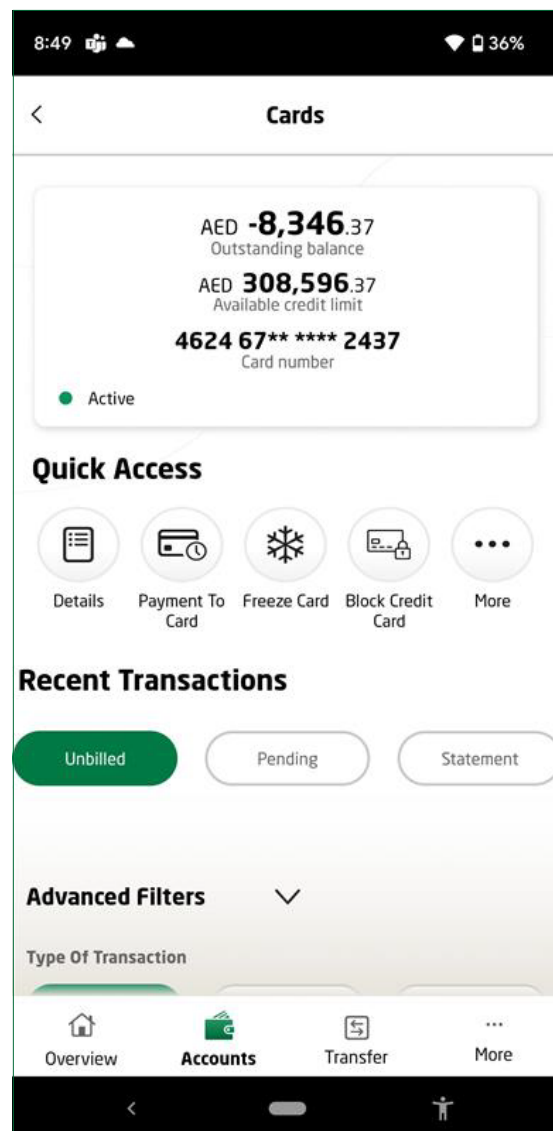 8:49 36%
Cards
AED -8,346.37
Outstanding balance
AED 308,596.37
Available credit limit
4624 67** **** 2437
Card number
Active
Quick Access
Details
Payment To
Card
Freeze Card
Block Credit
Card
More
Recent Transactions
Unbilled Pending Statement
Advanced Filters
Type Of Transaction
Overview Accounts Transfer More